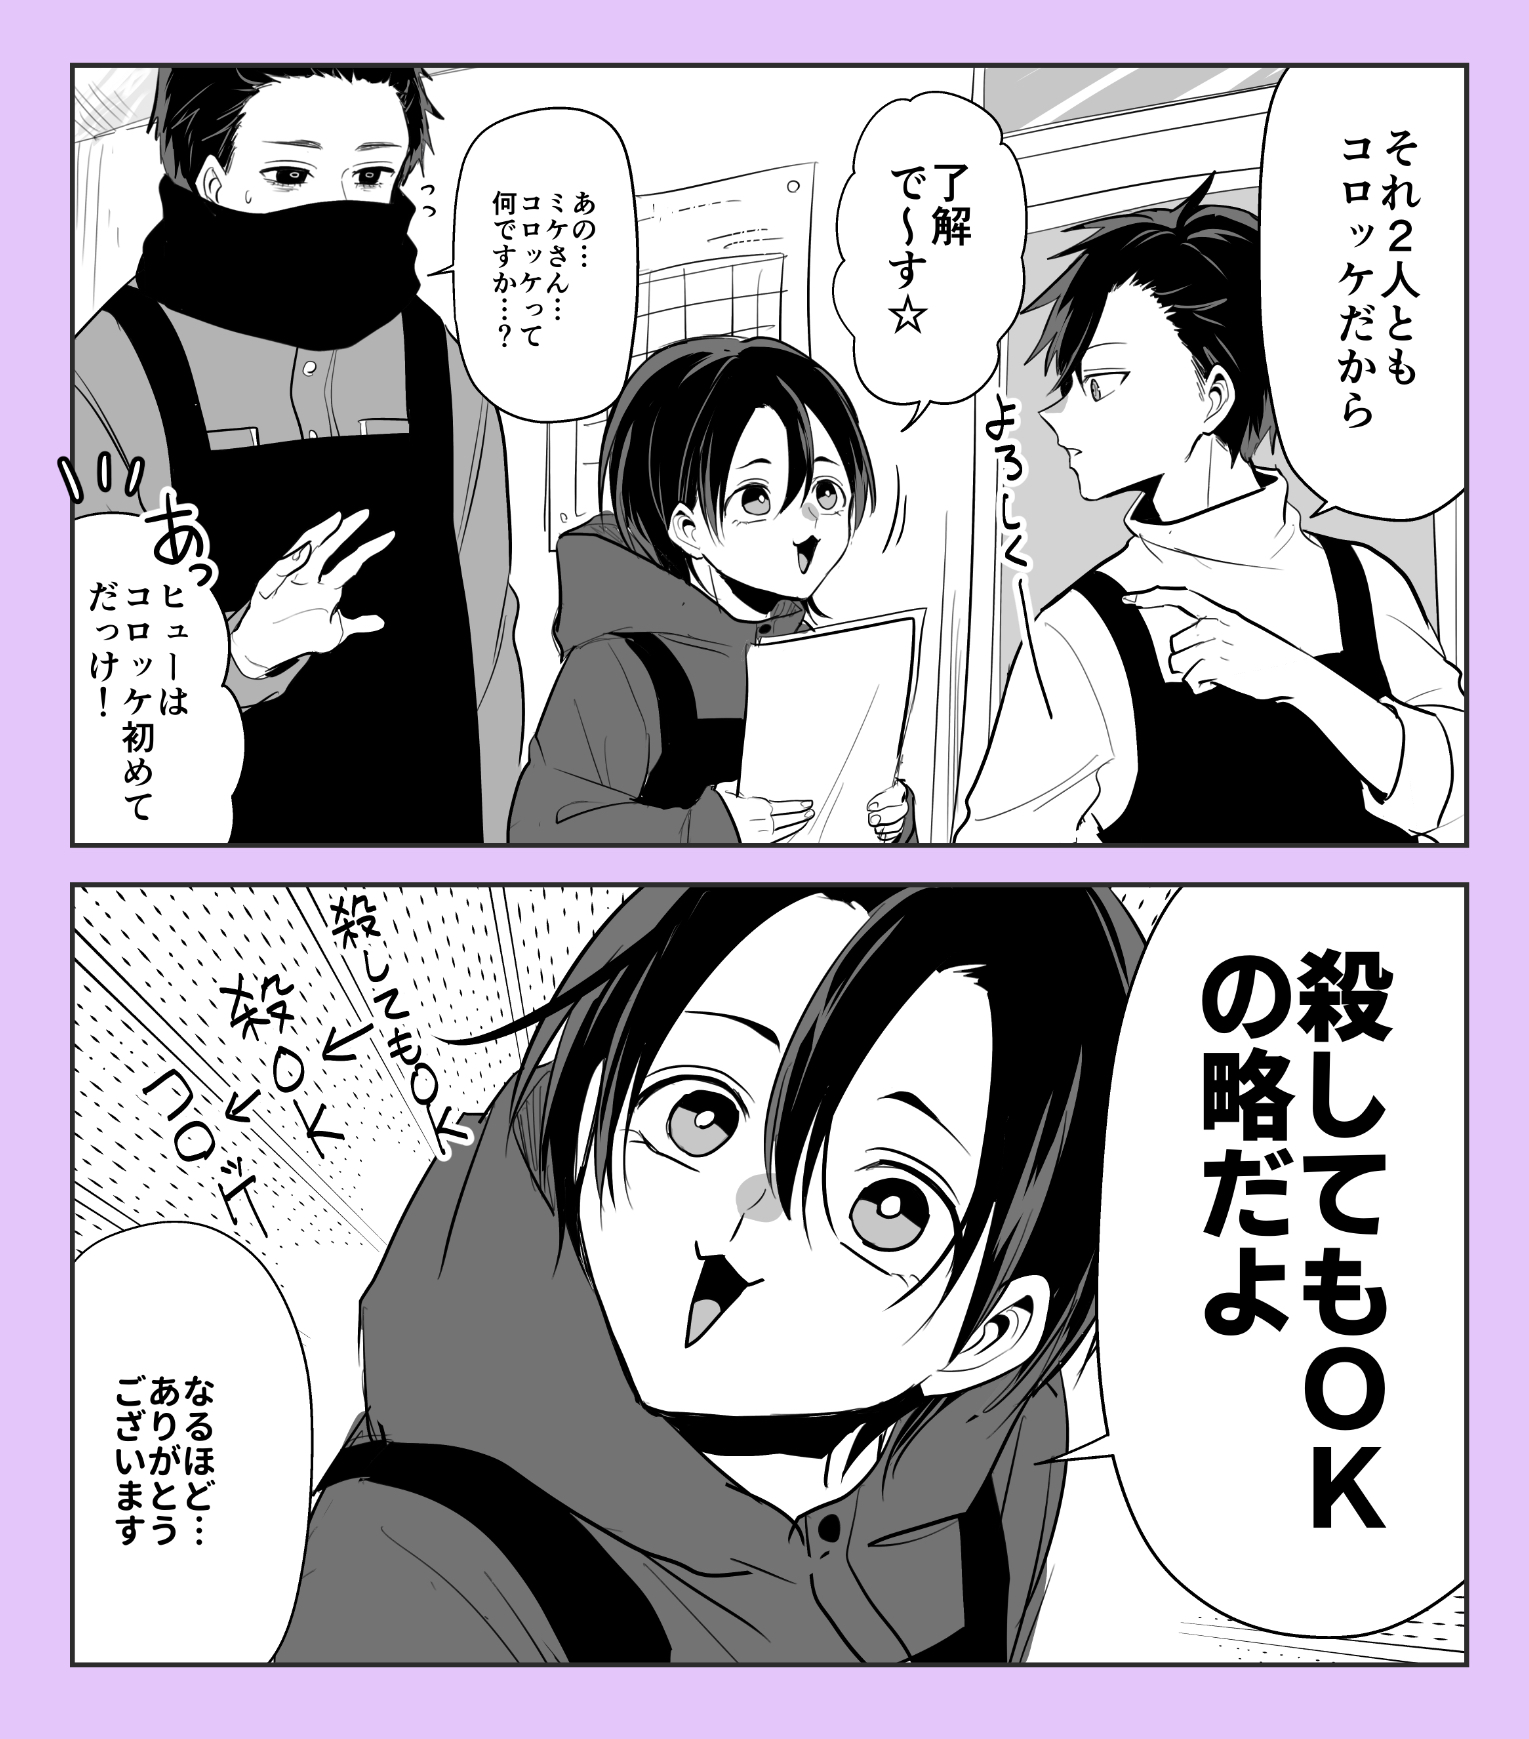 それ2人とも
コロッケだから
了解
で〜す☆
よろしく
あの…
ミケさん…
コロッケって
何ですか…?
あっ
ヒューは
コロッケ初めて
だっけ!
殺してもOK
の略だよ
殺してもOK
↓
殺OK
↓
コロッケ
なるほど…
ありがとう
ございます